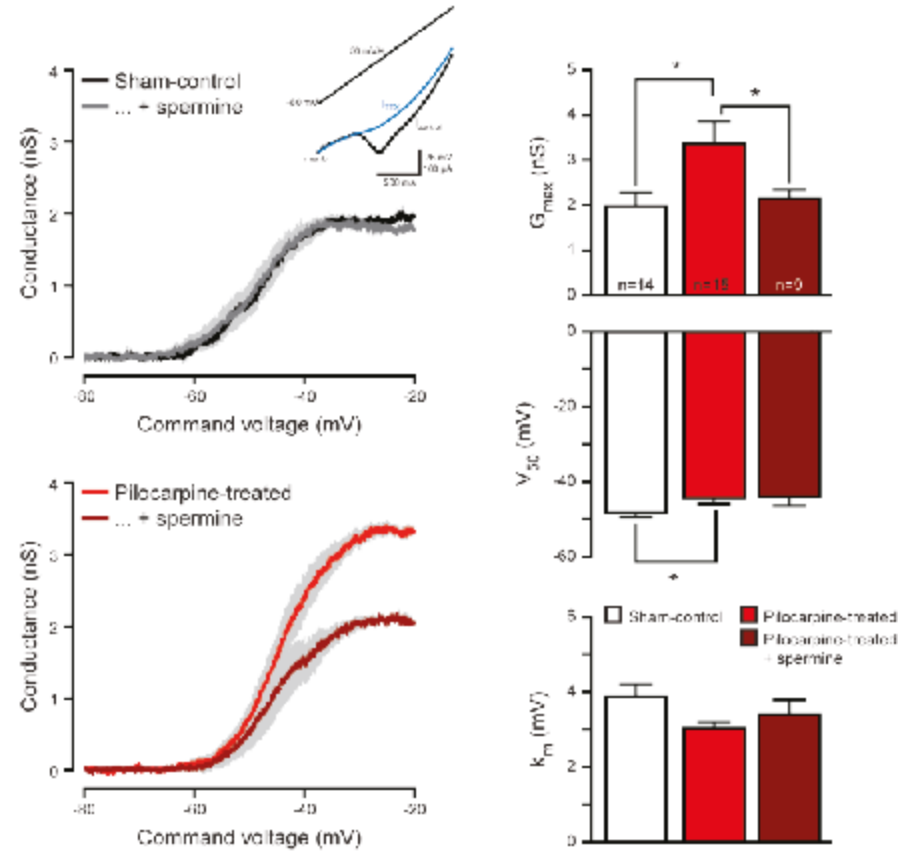 Sham-control
... + spermine
4
3
2
1
0
Conductance (nS)
-80
-60
-40
-20
Command voltage (mV)
Pilocarpine-treated
... + spermine
4
3
2
1
0
Conductance (nS)
-80
-60
-40
-20
Command voltage (mV)
5
4
3
2
1
0
Gmax (nS)
*
*
n=14
0
-20
-40
-60
V50 (mV)
*
Sham-control
Pilocarpine-treated
Pilocarpine-treated
+ spermine
5
4
2
0
km (mV)